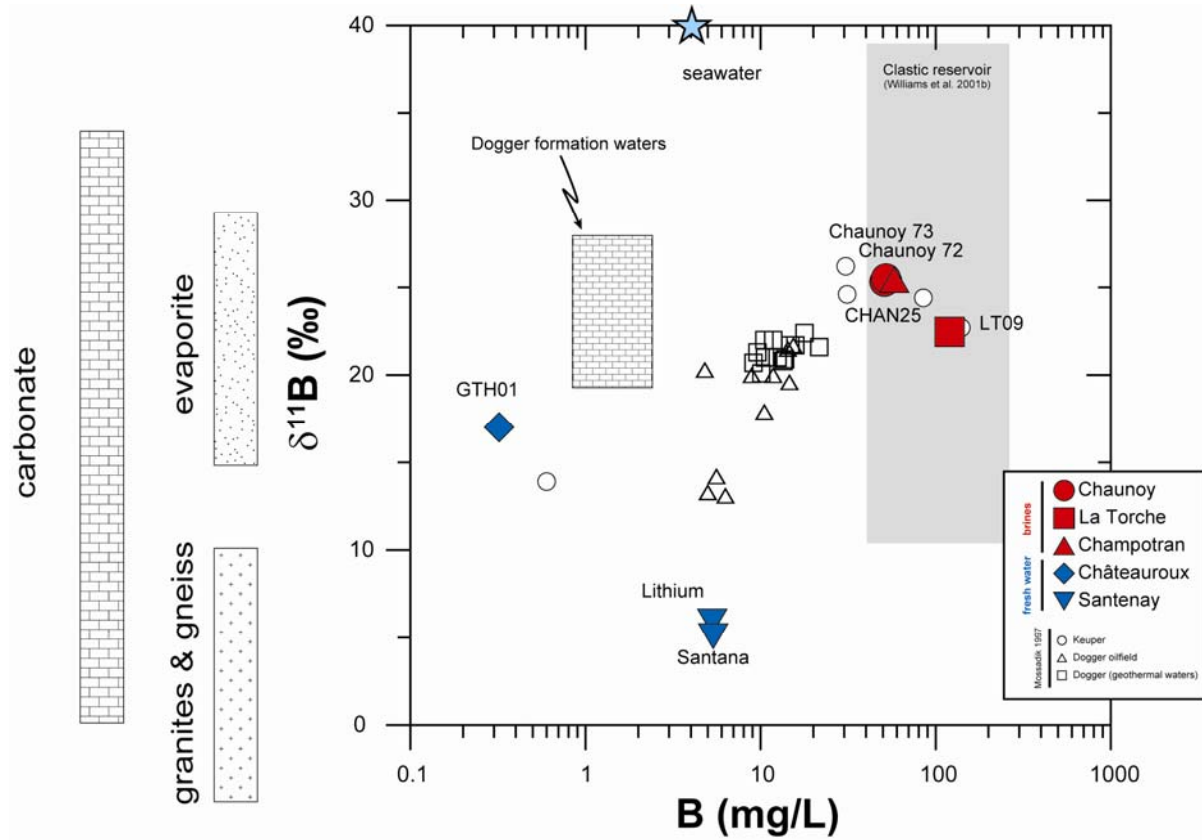 40
30
20
10
0
0.1
1
10
100
1000
B (mg/L)
δ¹¹B (‰)
carbonate
evaporite
granites & gneiss
seawater
Clastic reservoir
(Williams et al. 2001b)
Dogger formation waters
Chaunoy 73
Chaunoy 72
CHAN25
LT09
GTH01
Lithium
Santana
brines
Chaunoy
La Torche
Champotran
fresh water
Châteauroux
Santenay
Mossadik 1997
Keuper
Dogger oilfield
Dogger (geothermal waters)